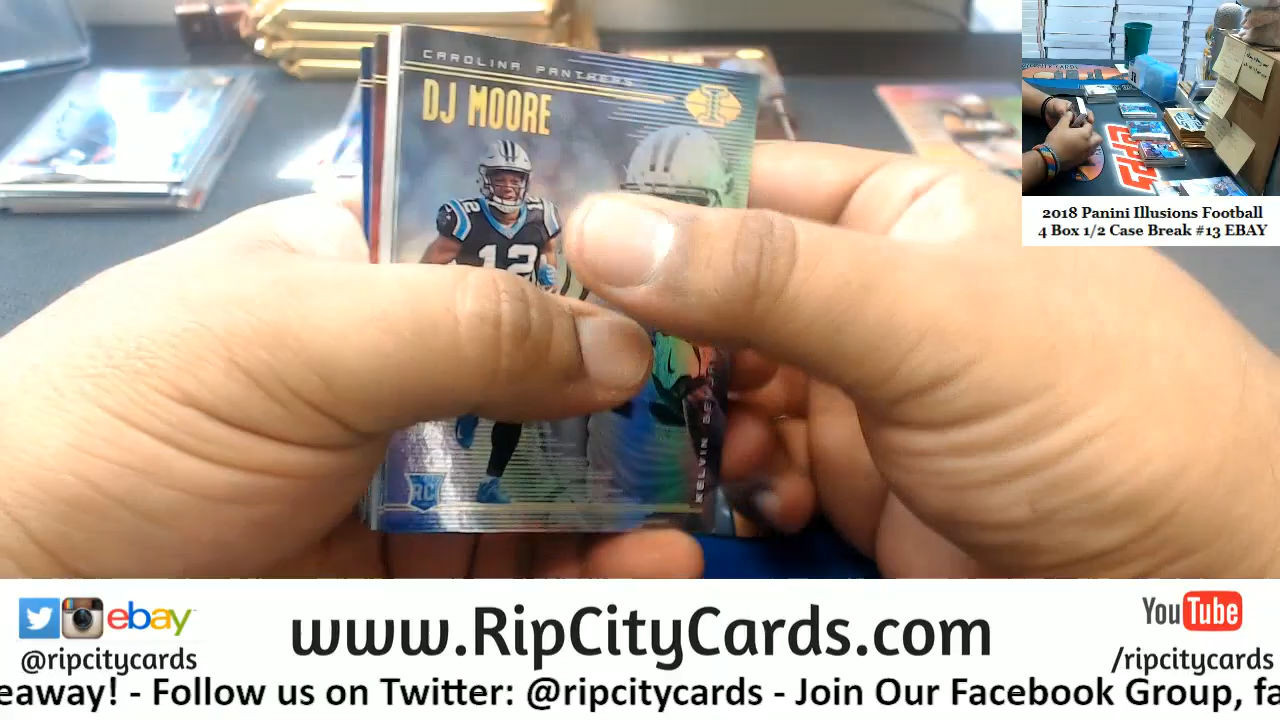 CAROLINA PANTHERS
DJ MOORE
12
RC
KELVIN BE
2018 Panini Illusions Football
4 Box 1/2 Case Break #13 EBAY
ebay
@ripcitycards
www.RipCityCards.com
YouTube
/ripcitycards
eaway! - Follow us on Twitter: @ripcitycards - Join Our Facebook Group, fa